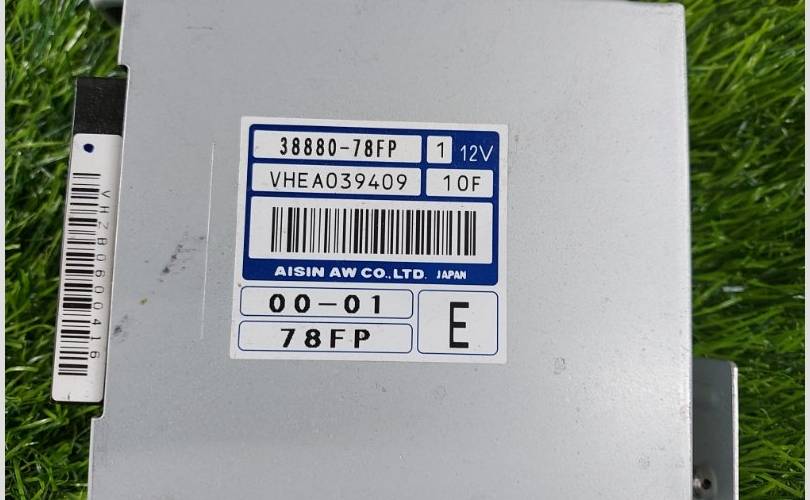 38880-78FP 1 12V
VHEA039409 10F
AISIN AW CO.,LTD. JAPAN
00-01
78FP E
VHZB0600416